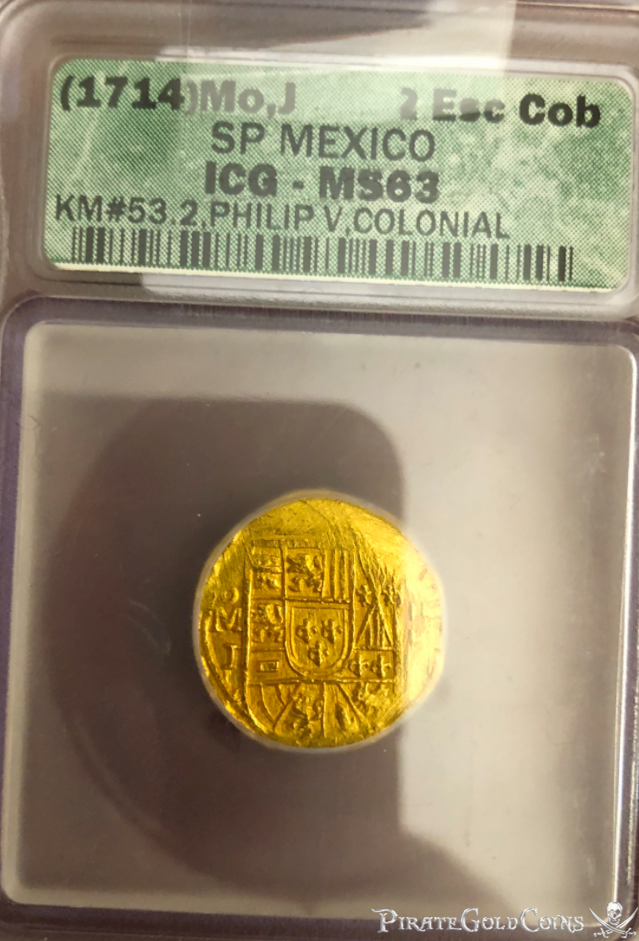 (1714)Mo,J 2 Esc Cob
SP MEXICO
ICG - MS63
KM#53.2,PHILIP V,COLONIAL
o
M
J
PIRATEGOLDCOINS